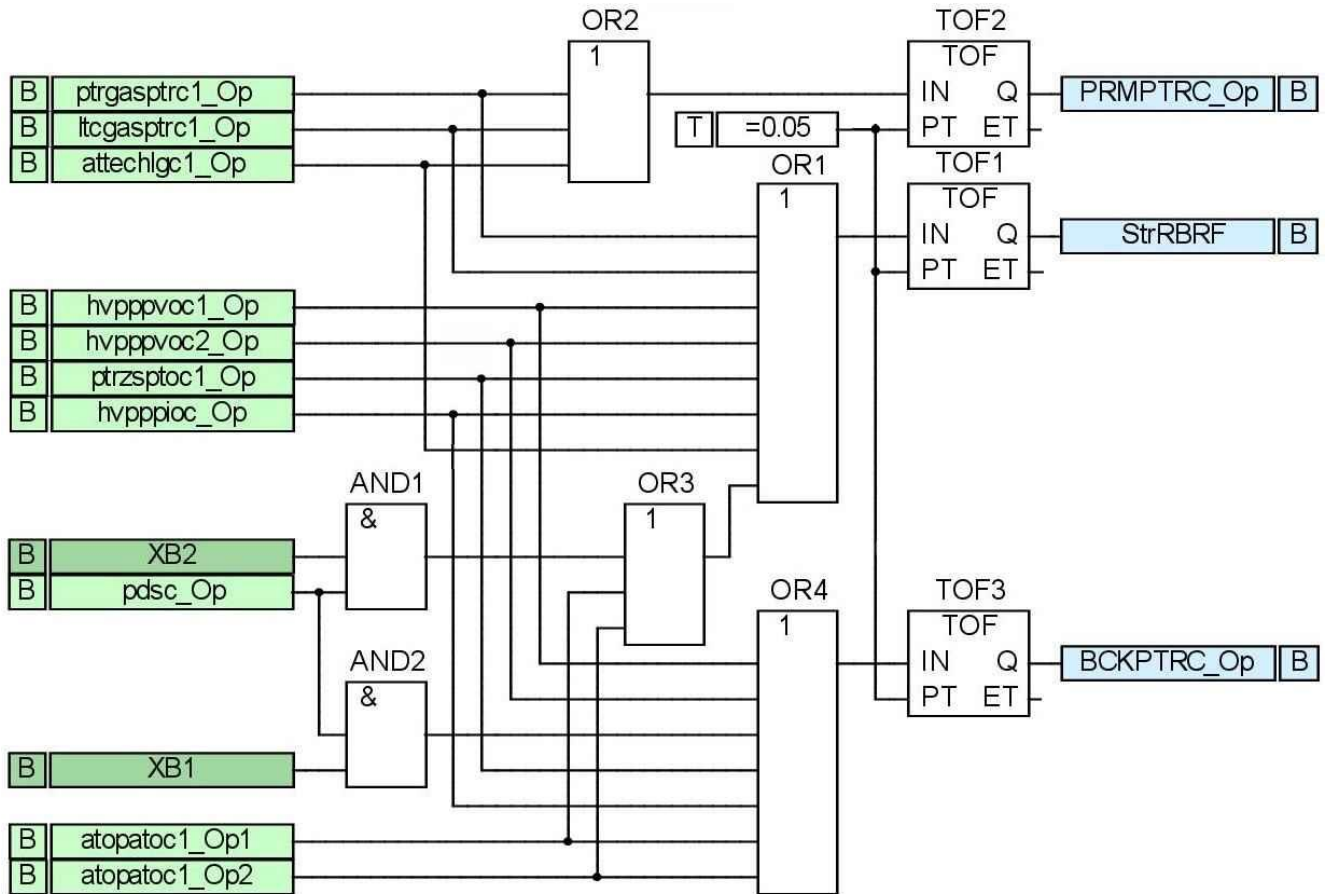 OR2 TOF2
1 TOF
B ptrgasptrc1_Op IN Q PRMPTRC_Op B
B ltcgasptrc1_Op T =0.05 PT ET
B attechlgc1_Op OR1 TOF1
1 TOF
IN Q StrRBRF B
PT ET
B hvpppvoc1_Op
B hvpppvoc2_Op
B ptrzsptoc1_Op
B hvpppioc_Op
AND1 OR3
& 1
B XB2
B pdsc_Op OR4 TOF3
1 TOF
AND2 IN Q BCKPTRC_Op B
& PT ET
B XB1
B atopatoc1_Op1
B atopatoc1_Op2